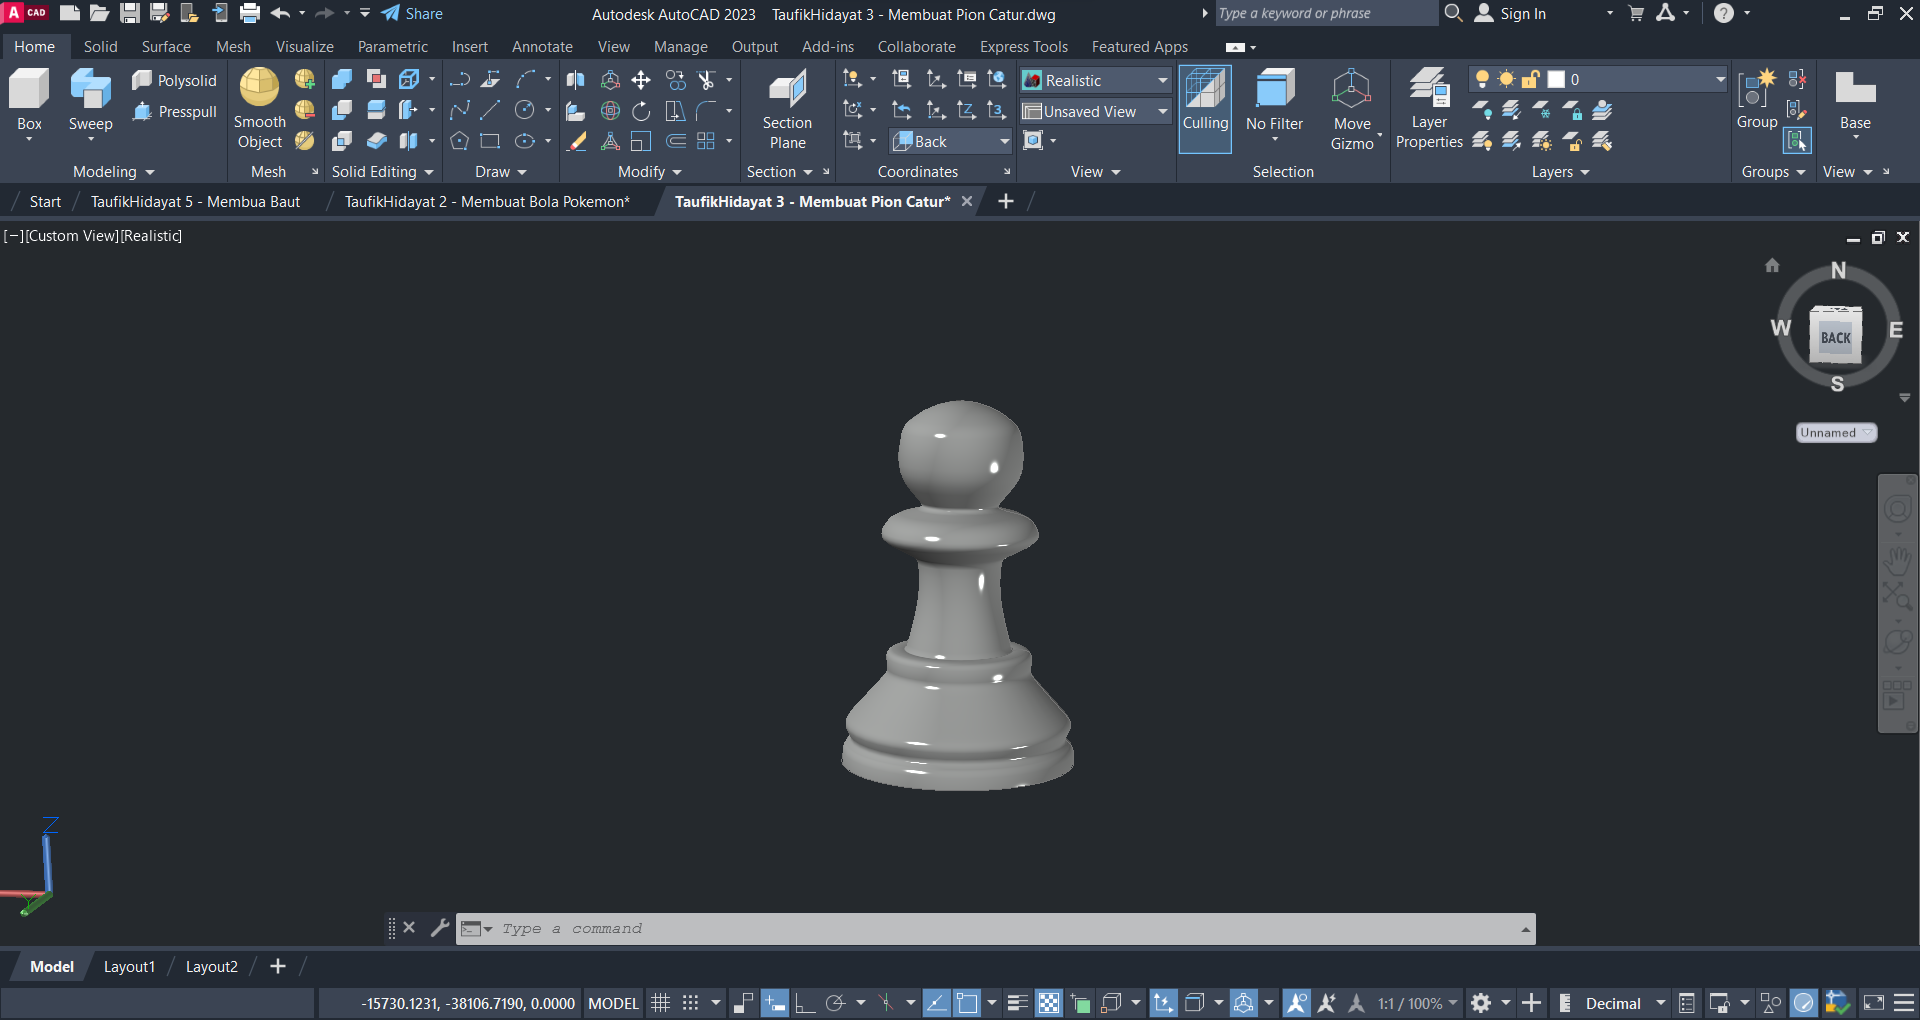 A CAD Share Autodesk AutoCAD 2023 TaufikHidayat 3 - Membuat Pion Catur.dwg Type a keyword or phrase Sign In
Home Solid Surface Mesh Visualize Parametric Insert Annotate View Manage Output Add-ins Collaborate Express Tools Featured Apps
Box Sweep Polysolid Presspull Smooth Object Section Plane Realistic Unsaved View Back Culling No Filter Move Gizmo Layer Properties 0 Group Base
Modeling Mesh Solid Editing Draw Modify Section Coordinates View Selection Layers Groups View
Start TaufikHidayat 5 - Membua Baut TaufikHidayat 2 - Membuat Bola Pokemon* TaufikHidayat 3 - Membuat Pion Catur*
[−][Custom View][Realistic]
N
W BACK E
S
Unnamed
Z
Type a command
Model Layout1 Layout2
-15730.1231, -38106.7190, 0.0000 MODEL 1:1 / 100% Decimal